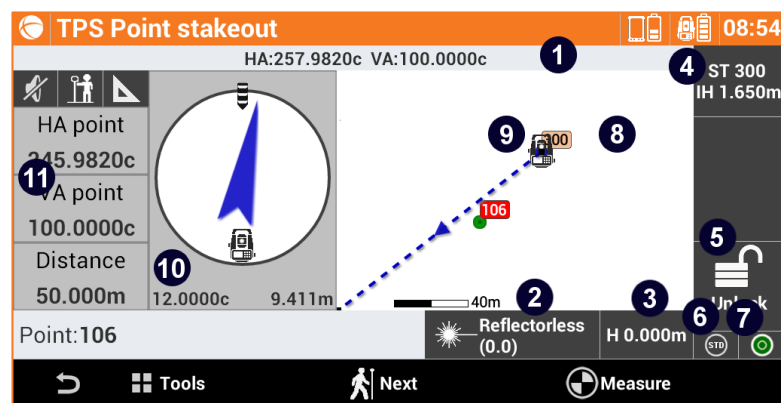 TPS Point stakeout
08:54
HA:257.9820c VA:100.0000c
1
4
ST 300
IH 1.650m
HA point
245.9820c
11
VA point
100.0000c
Distance
50.000m
10
12.0000c
9.411m
9
300
8
106
40m
5
Unlock
2
3
6
7
Point:106
Reflectorless
(0.0)
H 0.000m
STD
Tools
Next
Measure